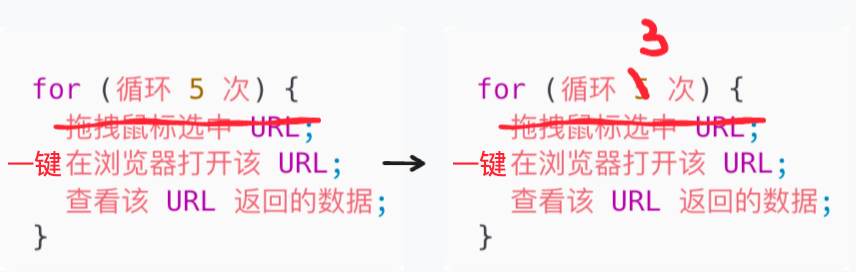 for (循环 5 次) {
拖拽鼠标选中 URL;
一键在浏览器打开该 URL;
查看该 URL 返回的数据;
}
→
3
for (循环 5 次) {
拖拽鼠标选中 URL;
一键在浏览器打开该 URL;
查看该 URL 返回的数据;
}